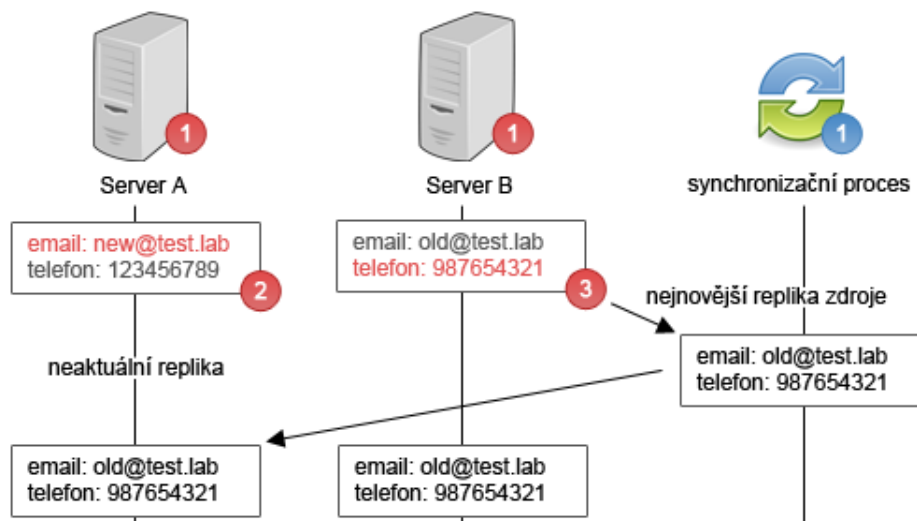 1
1
1
Server A
Server B
synchronizační proces
email: new@test.lab
telefon: 123456789
2
email: old@test.lab
telefon: 987654321
3
nejnovější replika zdroje
email: old@test.lab
telefon: 987654321
neaktuální replika
email: old@test.lab
telefon: 987654321
email: old@test.lab
telefon: 987654321